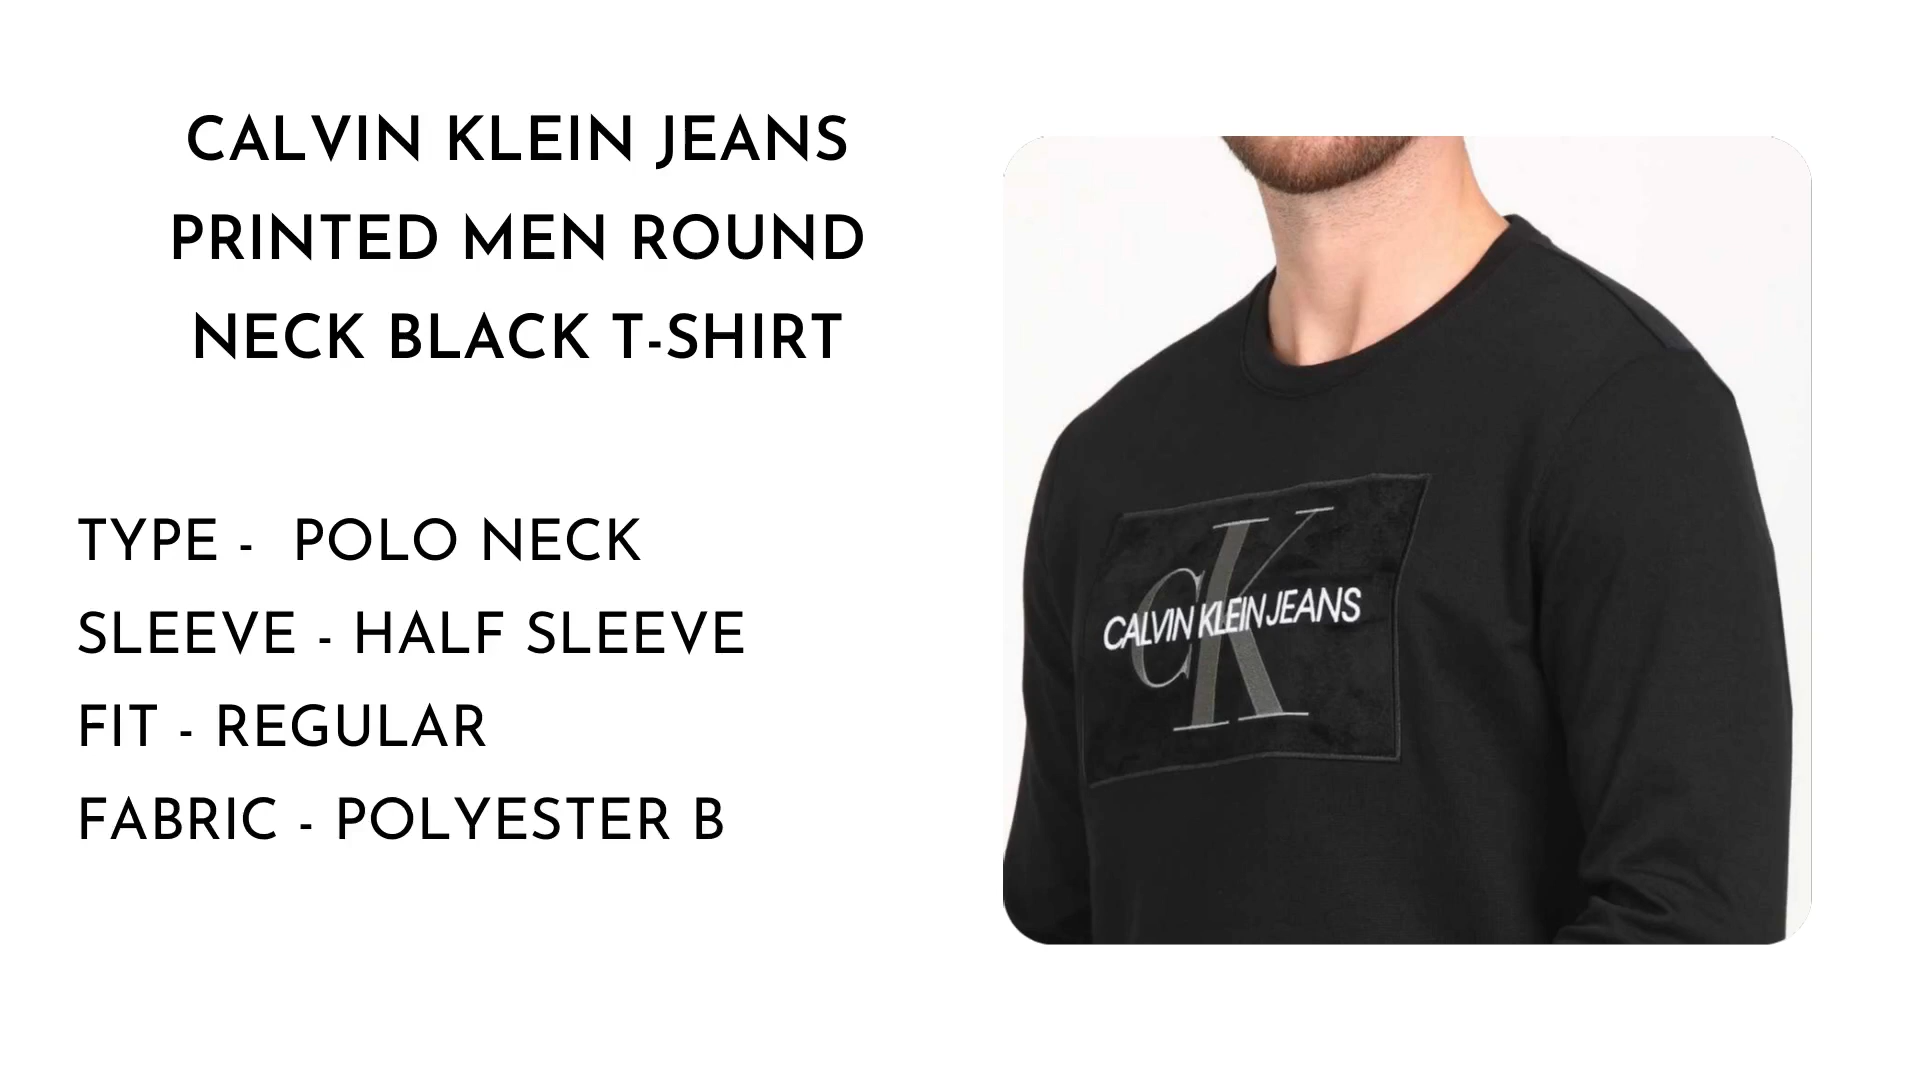 CALVIN KLEIN JEANS
PRINTED MEN ROUND
NECK BLACK T-SHIRT
TYPE - POLO NECK
SLEEVE - HALF SLEEVE
FIT - REGULAR
FABRIC - POLYESTER B
CK
CALVIN KLEIN JEANS